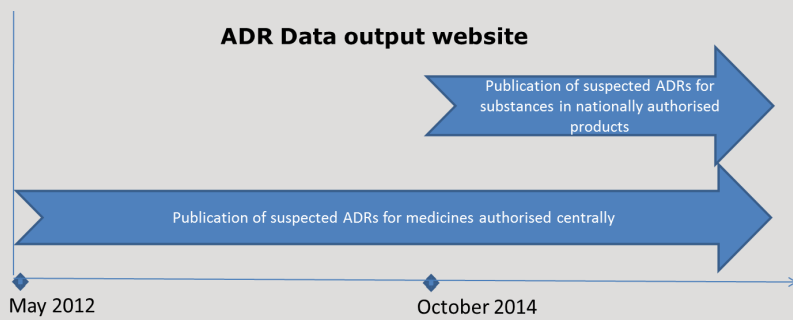 ADR Data output website
Publication of suspected ADRs for
substances in nationally authorised
products
Publication of suspected ADRs for medicines authorised centrally
May 2012
October 2014